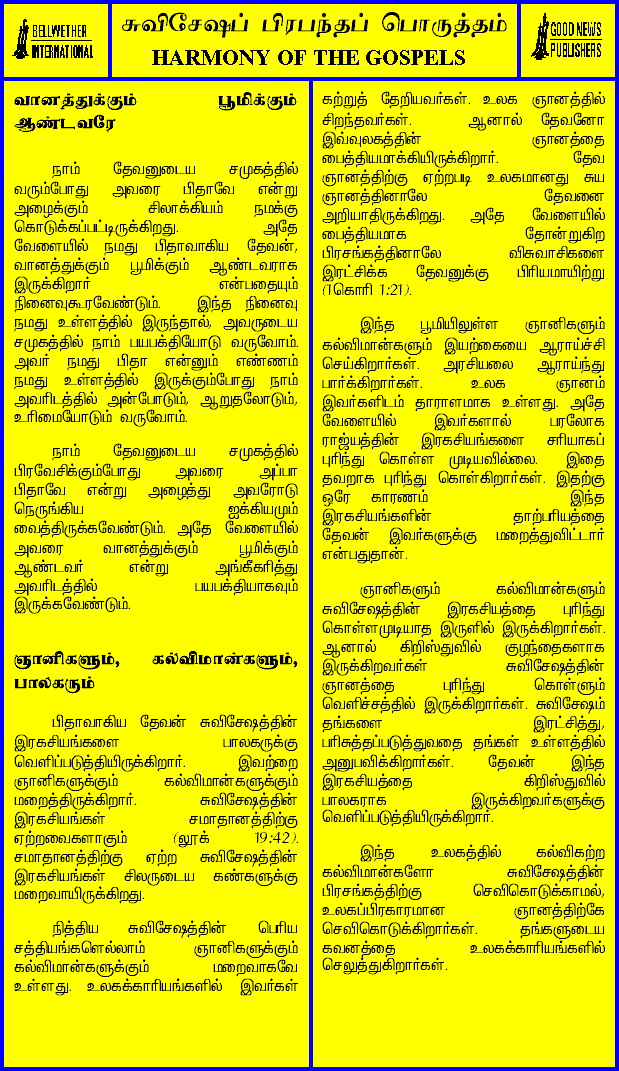 BELLWETHER
INTERNATIONAL
சுவிசேஷப் பிரபந்தப் பொருத்தம்
HARMONY OF THE GOSPELS
GOOD NEWS
PUBLISHERS
வானத்துக்கும் பூமிக்கும்
ஆண்டவரே
நாம் தேவனுடைய சமுகத்தில்
வரும்போது அவரை பிதாவே என்று
அழைக்கும் சிலாக்கியம் நமக்கு
கொடுக்கப்பட்டிருக்கிறது. அதே
வேளையில் நமது பிதாவாகிய தேவன்,
வானத்துக்கும் பூமிக்கும் ஆண்டவராக
இருக்கிறார் என்பதையும்
நினைவுகூரவேண்டும். இந்த நினைவு
நமது உள்ளத்தில் இருந்தால், அவருடைய
சமுகத்தில் நாம் பயபக்தியோடு வருவோம்.
அவர் நமது பிதா என்னும் எண்ணம்
நமது உள்ளத்தில் இருக்கும்போது நாம்
அவரிடத்தில் அன்போடும், ஆறுதலோடும்,
உரிமையோடும் வருவோம்.
நாம் தேவனுடைய சமுகத்தில்
பிரவேசிக்கும்போது அவரை அப்பா
பிதாவே என்று அழைத்து அவரோடு
நெருங்கிய ஐக்கியமும்
வைத்திருக்கவேண்டும். அதே வேளையில்
அவரை வானத்துக்கும் பூமிக்கும்
ஆண்டவர் என்று அங்கீகரித்து
அவரிடத்தில் பயபக்தியாகவும்
இருக்கவேண்டும்.
ஞானிகளும், கல்விமான்களும்,
பாலகரும்
பிதாவாகிய தேவன் சுவிசேஷத்தின்
இரகசியங்களை பாலகருக்கு
வெளிப்படுத்தியிருக்கிறார். இவற்றை
ஞானிகளுக்கும் கல்விமான்களுக்கும்
மறைத்திருக்கிறார். சுவிசேஷத்தின்
இரகசியங்கள் சமாதானத்திற்கு
ஏற்றவைகளாகும் (லூக் 19:42).
சமாதானத்திற்கு ஏற்ற சுவிசேஷத்தின்
இரகசியங்கள் சிலருடைய கண்களுக்கு
மறைவாயிருக்கிறது.
நித்திய சுவிசேஷத்தின் பெரிய
சத்தியங்களெல்லாம் ஞானிகளுக்கும்
கல்விமான்களுக்கும் மறைவாகவே
உள்ளது. உலகக்காரியங்களில் இவர்கள்
கற்றுத் தேறியவர்கள். உலக ஞானத்தில்
சிறந்தவர்கள். ஆனால் தேவனோ
இவ்வுலகத்தின் ஞானத்தை
பைத்தியமாக்கியிருக்கிறார். தேவ
ஞானத்திற்கு ஏற்றபடி உலகமானது சுய
ஞானத்தினாலே தேவனை
அறியாதிருக்கிறது. அதே வேளையில்
பைத்தியமாக தோன்றுகிற
பிரசங்கத்தினாலே விசுவாசிகளை
இரட்சிக்க தேவனுக்கு பிரியமாயிற்று
(1கொரி 1:21).
இந்த பூமியிலுள்ள ஞானிகளும்
கல்விமான்களும் இயற்கையை ஆராய்ச்சி
செய்கிறார்கள். அரசியலை ஆராய்ந்து
பார்க்கிறார்கள். உலக ஞானம்
இவர்களிடம் தாராளமாக உள்ளது. அதே
வேளையில் இவர்களால் பரலோக
ராஜ்யத்தின் இரகசியங்களை சரியாகப்
புரிந்து கொள்ள முடியவில்லை. இதை
தவறாக புரிந்து கொள்கிறார்கள். இதற்கு
ஒரே காரணம் இந்த
இரகசியங்களின் தாற்பரியத்தை
தேவன் இவர்களுக்கு மறைத்துவிட்டார்
என்பதுதான்.
ஞானிகளும் கல்விமான்களும்
சுவிசேஷத்தின் இரகசியத்தை புரிந்து
கொள்ளமுடியாத இருளில் இருக்கிறார்கள்.
ஆனால் கிறிஸ்துவில் குழந்தைகளாக
இருக்கிறவர்கள் சுவிசேஷத்தின்
ஞானத்தை புரிந்து கொள்ளும்
வெளிச்சத்தில் இருக்கிறார்கள். சுவிசேஷம்
தங்களை இரட்சித்து,
பரிசுத்தப்படுத்துவதை தங்கள் உள்ளத்தில்
அனுபவிக்கிறார்கள். தேவன் இந்த
இரகசியத்தை கிறிஸ்துவில்
பாலகராக இருக்கிறவர்களுக்கு
வெளிப்படுத்தியிருக்கிறார்.
இந்த உலகத்தில் கல்விகற்ற
கல்விமான்களோ சுவிசேஷத்தின்
பிரசங்கத்திற்கு செவிகொடுக்காமல்,
உலகப்பிரகாரமான ஞானத்திற்கே
செவிகொடுக்கிறார்கள். தங்களுடைய
கவனத்தை உலகக்காரியங்களில்
செலுத்துகிறார்கள்.